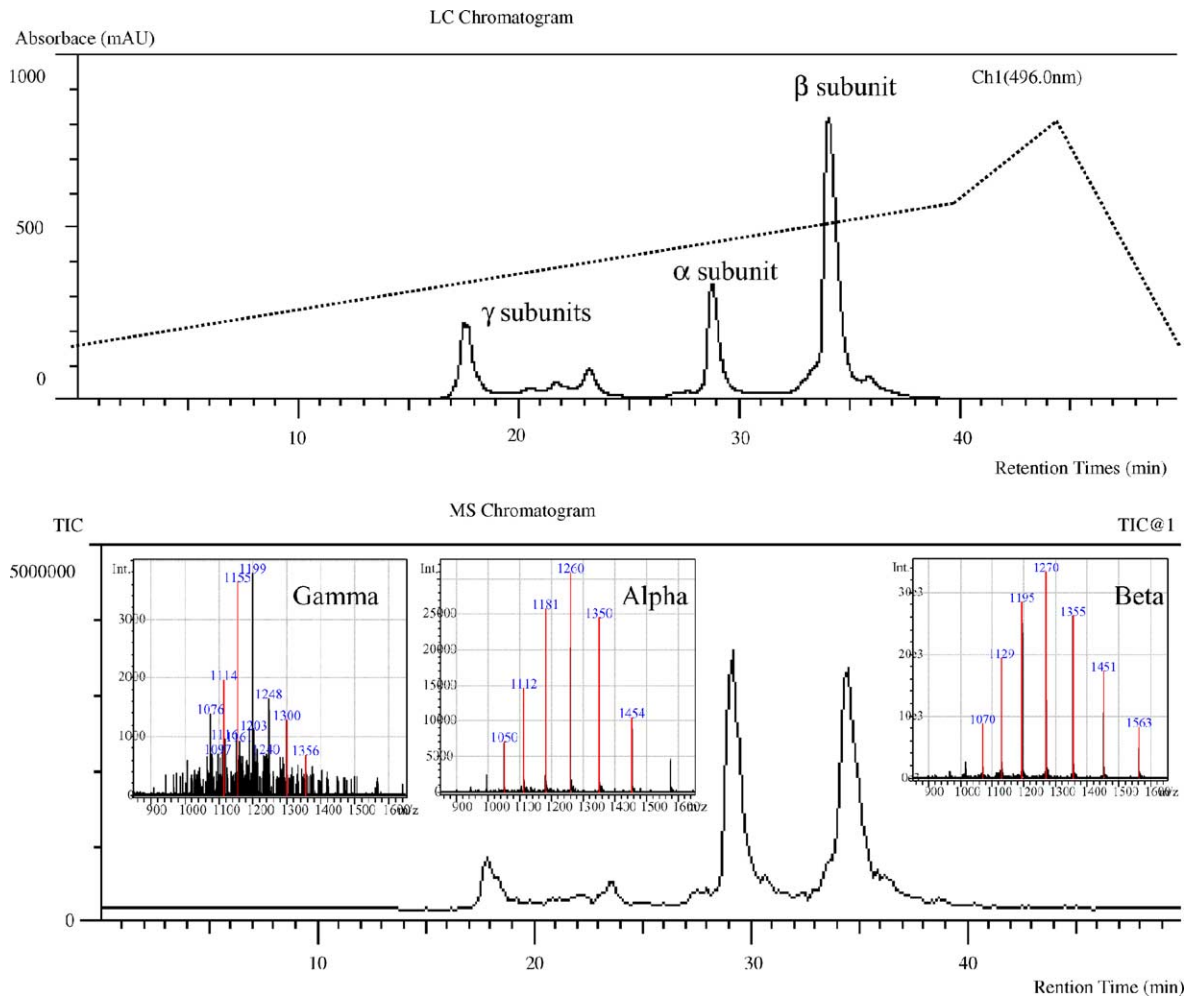 LC Chromatogram
Absorbace (mAU)
1000
Ch1(496.0nm)
β subunit
500
α subunit
γ subunits
0
10 20 30 40
Retention Times (min)
MS Chromatogram
TIC TIC@1
5000000
Int.
Gamma
1199
1155
3000
2000
1114
1076
1248
1300
1203
1000
1097
1240
1356
900 1000 1100 1200 1300 1400 1500 1600 m/z
Int.
Alpha
1260
1181
1350
25000
20000
15000
1112
1454
10000
1050
5000
0
900 1000 1100 1200 1300 1400 1500 1600 m/z
Int.
Beta
1270
1195
1355
1129
1451
1070
1563
30e3
20e3
10e3
0e3
900 1000 1100 1200 1300 1400 1500 1600 m/z
0
10 20 30 40
Rention Time (min)